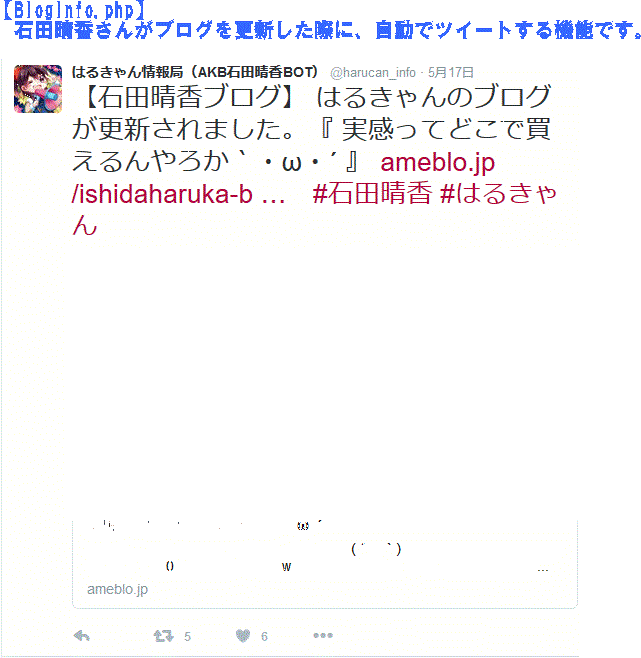 【BlogInfo.php】
石田晴香さんがブログを更新した際に、自動でツイートする機能です。
はるきゃん情報局（AKB石田晴香BOT） @harucan_info · 5月17日
【石田晴香ブログ】 はるきゃんのブログ
が更新されました。『 実感ってどこで買
えるんやろか｀・ω・´ 』 ameblo.jp
/ishidaharuka-b … #石田晴香 #はるきゃ
ん
ω ´
( ´ ` )
0 w …
ameblo.jp
5 6